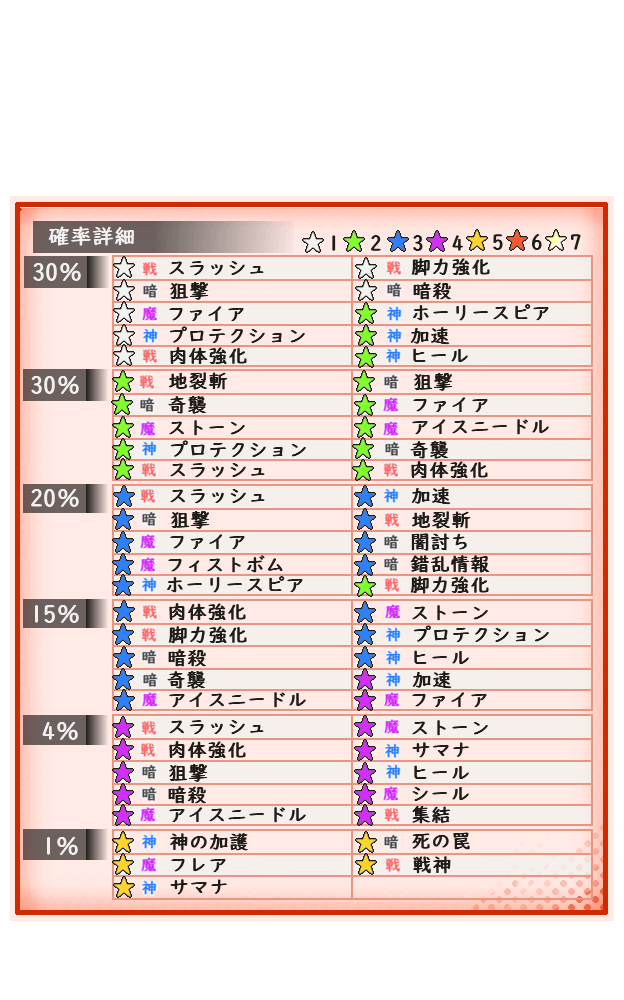 確率詳細
1 2 3 4 5 6 7
30%
戦 スラッシュ 戦 脚力強化
暗 狙撃 暗 暗殺
魔 ファイア 神 ホーリースピア
神 プロテクション 神 加速
戦 肉体強化 神 ヒール
30%
戦 地裂斬 暗 狙撃
暗 奇襲 魔 ファイア
魔 ストーン 魔 アイスニードル
神 プロテクション 暗 奇襲
戦 スラッシュ 戦 肉体強化
20%
戦 スラッシュ 神 加速
暗 狙撃 戦 地裂斬
魔 ファイア 暗 闇討ち
魔 フィストボム 暗 錯乱情報
神 ホーリースピア 戦 脚力強化
15%
戦 肉体強化 魔 ストーン
戦 脚力強化 神 プロテクション
暗 暗殺 神 ヒール
暗 奇襲 神 加速
魔 アイスニードル 魔 ファイア
4%
戦 スラッシュ 魔 ストーン
戦 肉体強化 神 サマナ
暗 狙撃 神 ヒール
暗 暗殺 魔 シール
魔 アイスニードル 戦 集結
1%
神 神の加護 暗 死の罠
魔 フレア 戦 戦神
神 サマナ